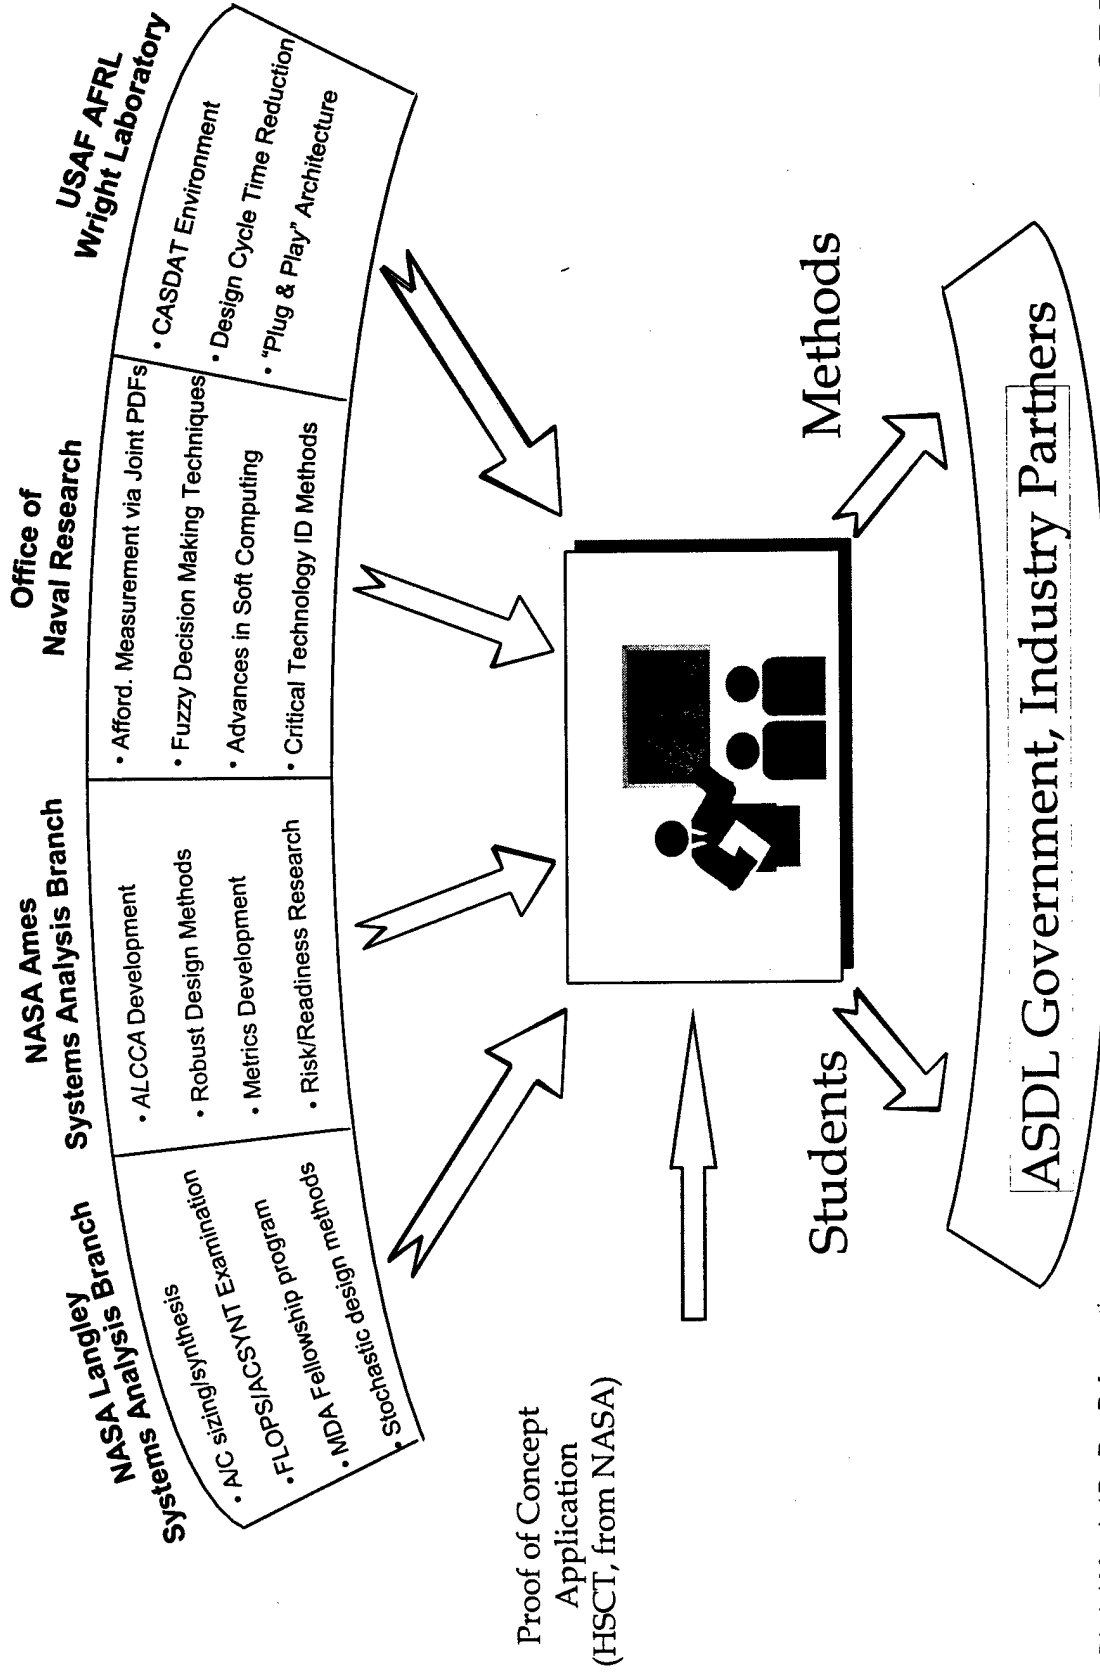 NASA Langley
Systems Analysis Branch
• A/C sizing/synthesis
• FLOPS/ACSYNT Examination
• MDA Fellowship program
• Stochastic design methods
NASA Ames
Systems Analysis Branch
• ALCCA Development
• Robust Design Methods
• Metrics Development
• Risk/Readiness Research
Office of
Naval Research
• Afford. Measurement via Joint PDFs
• Fuzzy Decision Making Techniques
• Advances in Soft Computing
• Critical Technology ID Methods
USAF AFRL
Wright Laboratory
• CASDAT Environment
• Design Cycle Time Reduction
• "Plug & Play" Architecture
Proof of Concept
Application
(HSCT, from NASA)
Students
Methods
ASDL Government, Industry Partners